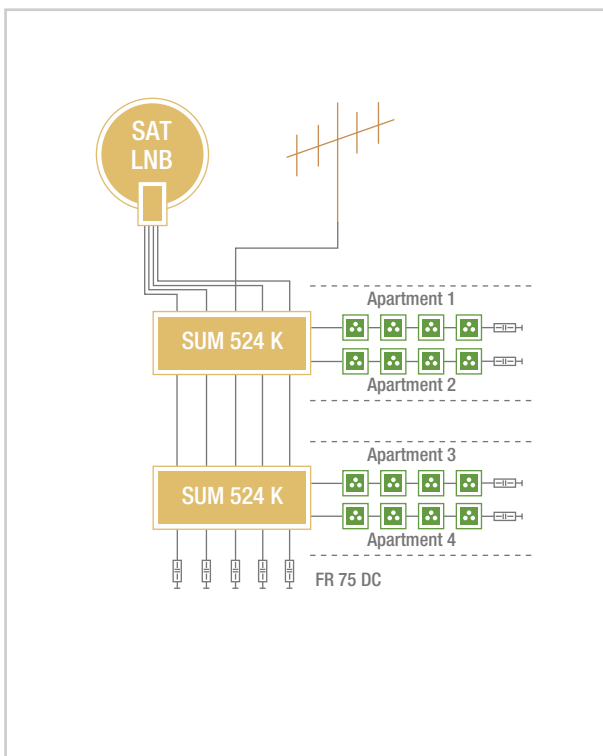 SAT
LNB
Apartment 1
SUM 524 K
Apartment 2
Apartment 3
SUM 524 K
Apartment 4
FR 75 DC